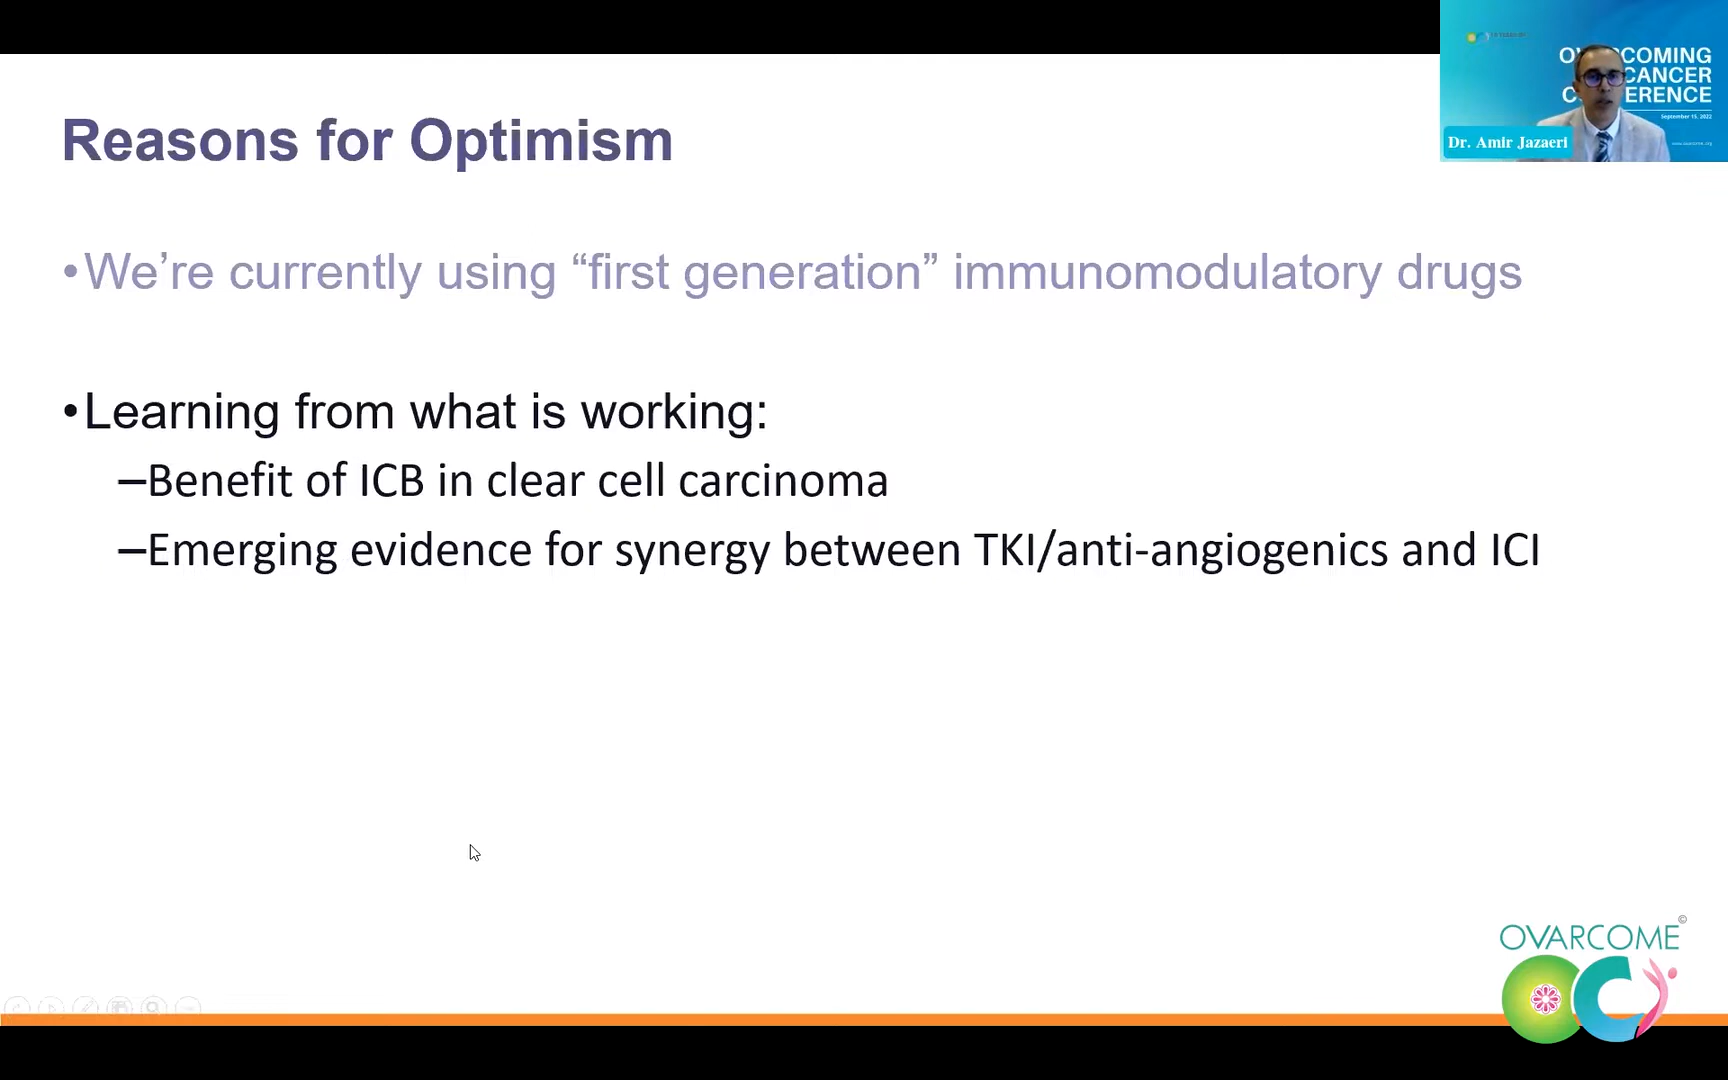 Reasons for Optimism
•We’re currently using “first generation” immunomodulatory drugs
•Learning from what is working:
–Benefit of ICB in clear cell carcinoma
–Emerging evidence for synergy between TKI/anti-angiogenics and ICI
COMING
CANCER
ERENCE
September 15, 2022
Dr. Amir Jazaeri
OVARCOME©